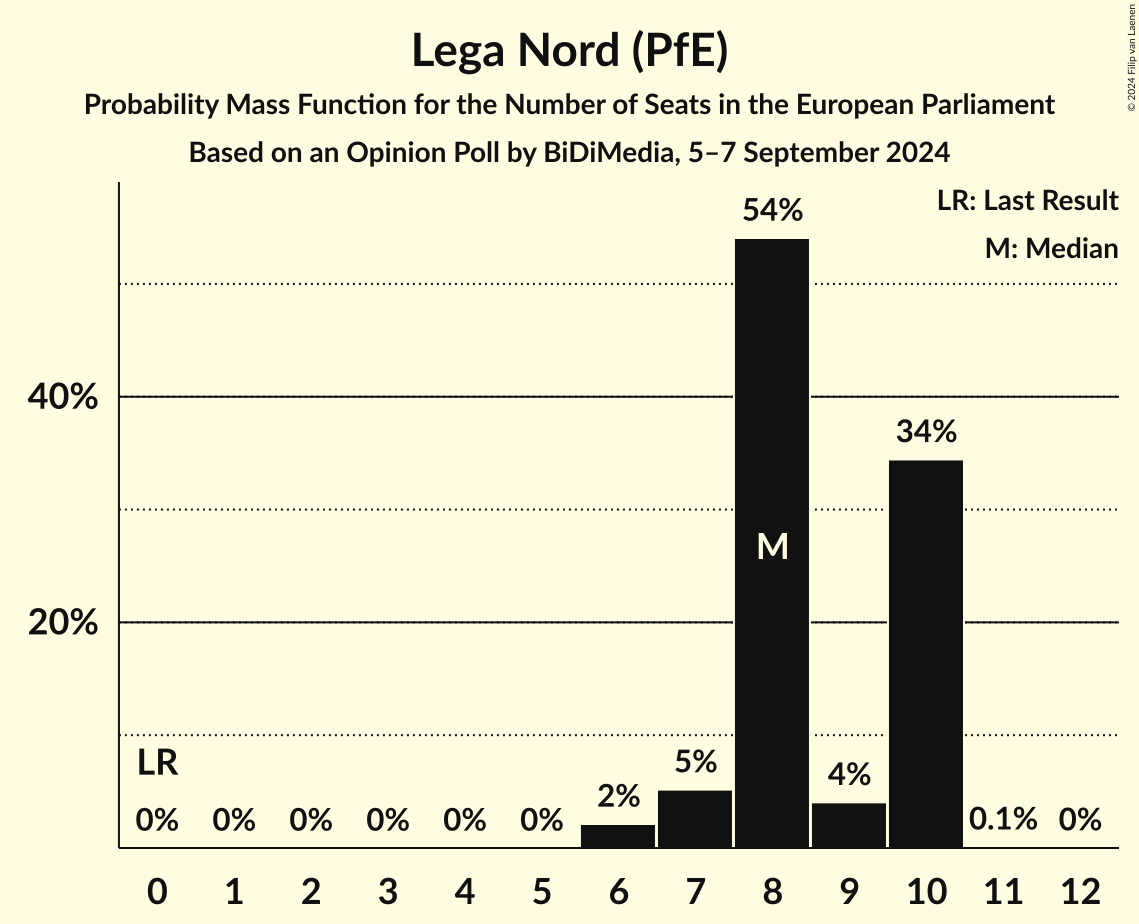 Lega Nord (PfE)
Probability Mass Function for the Number of Seats in the European Parliament
Based on an Opinion Poll by BiDiMedia, 5–7 September 2024
© 2024 Filip van Laenen
LR: Last Result
M: Median
54%
40%
34%
M
20%
LR
5%
4%
2%
0% 0% 0% 0% 0% 0% 0.1% 0%
0 1 2 3 4 5 6 7 8 9 10 11 12